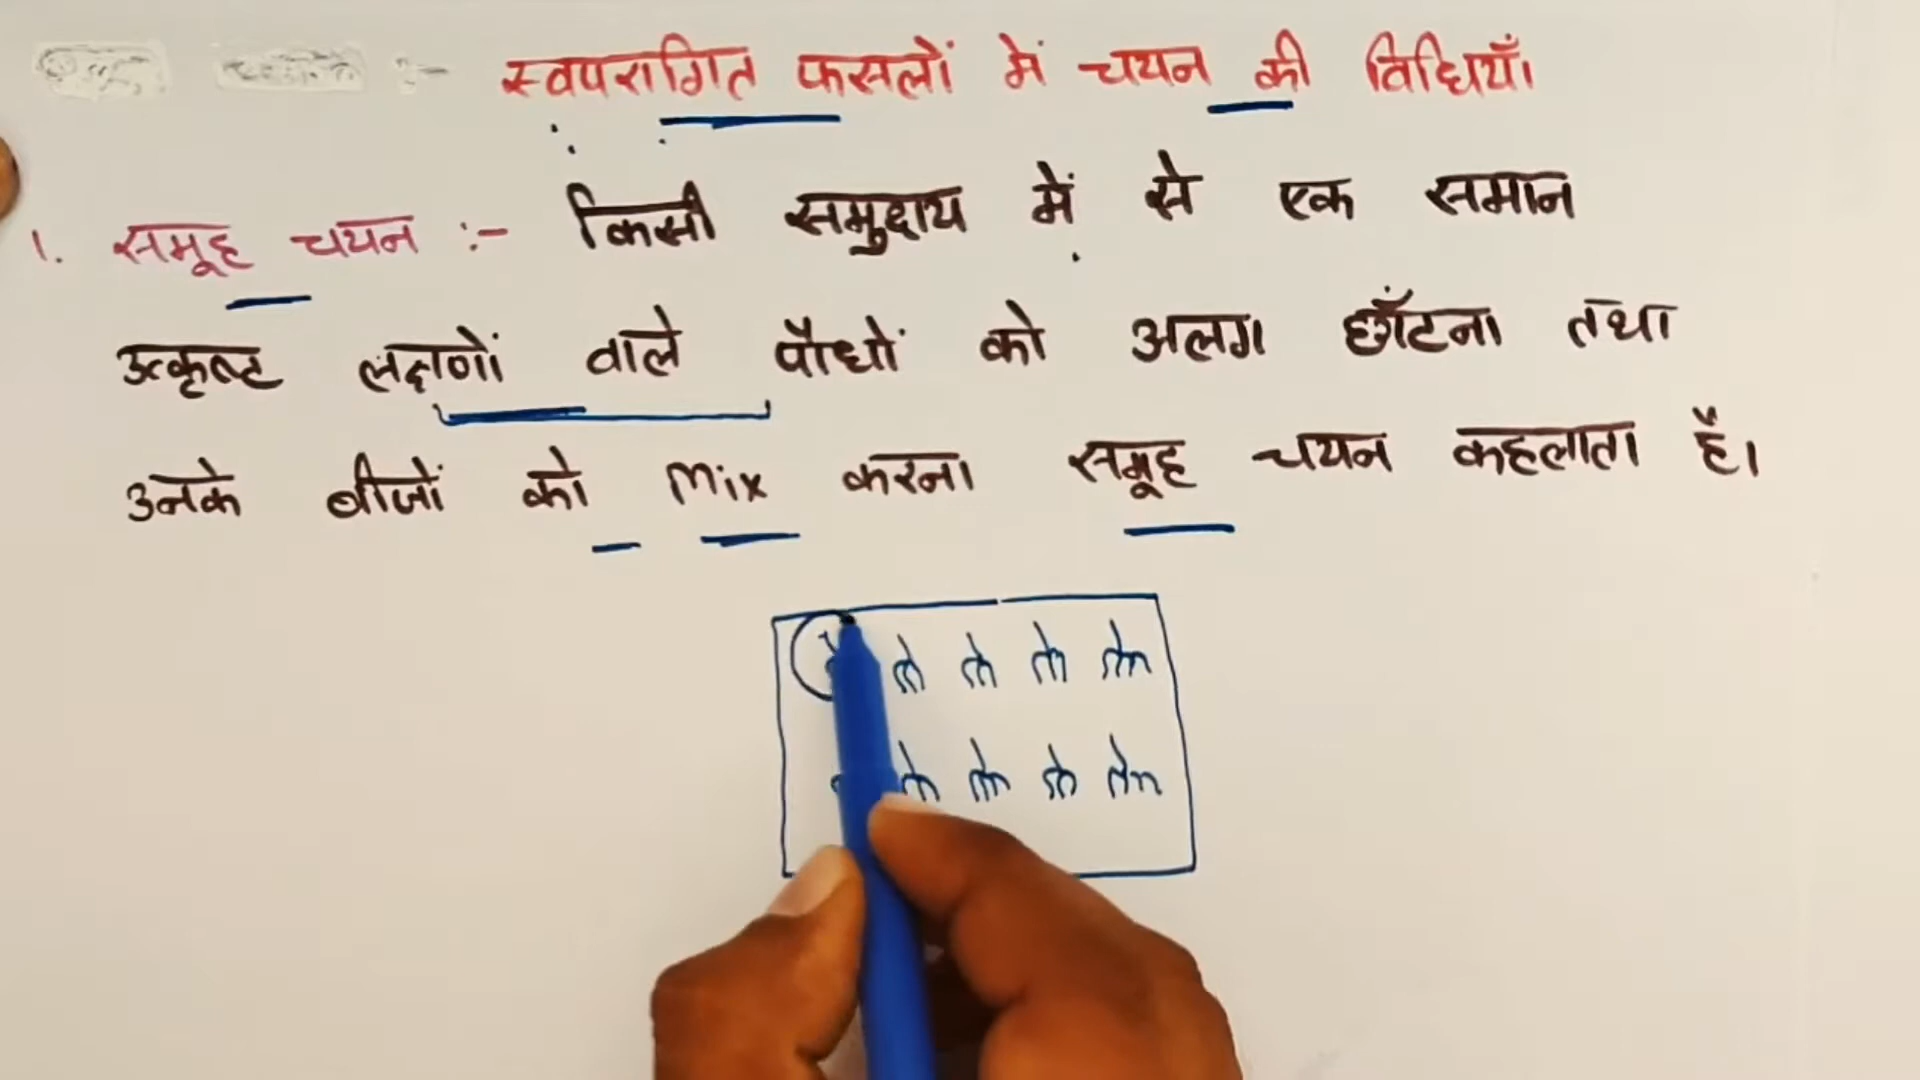 :- स्वपरागित फसलों में चयन की विधियाँ।
1. समूह चयन :- किसी समुदाय में से एक समान
उत्कृष्ट लक्षणों वाले पौधों को अलग छाँटना तथा
उनके बीजों को Mix करना समूह चयन कहलाता है।